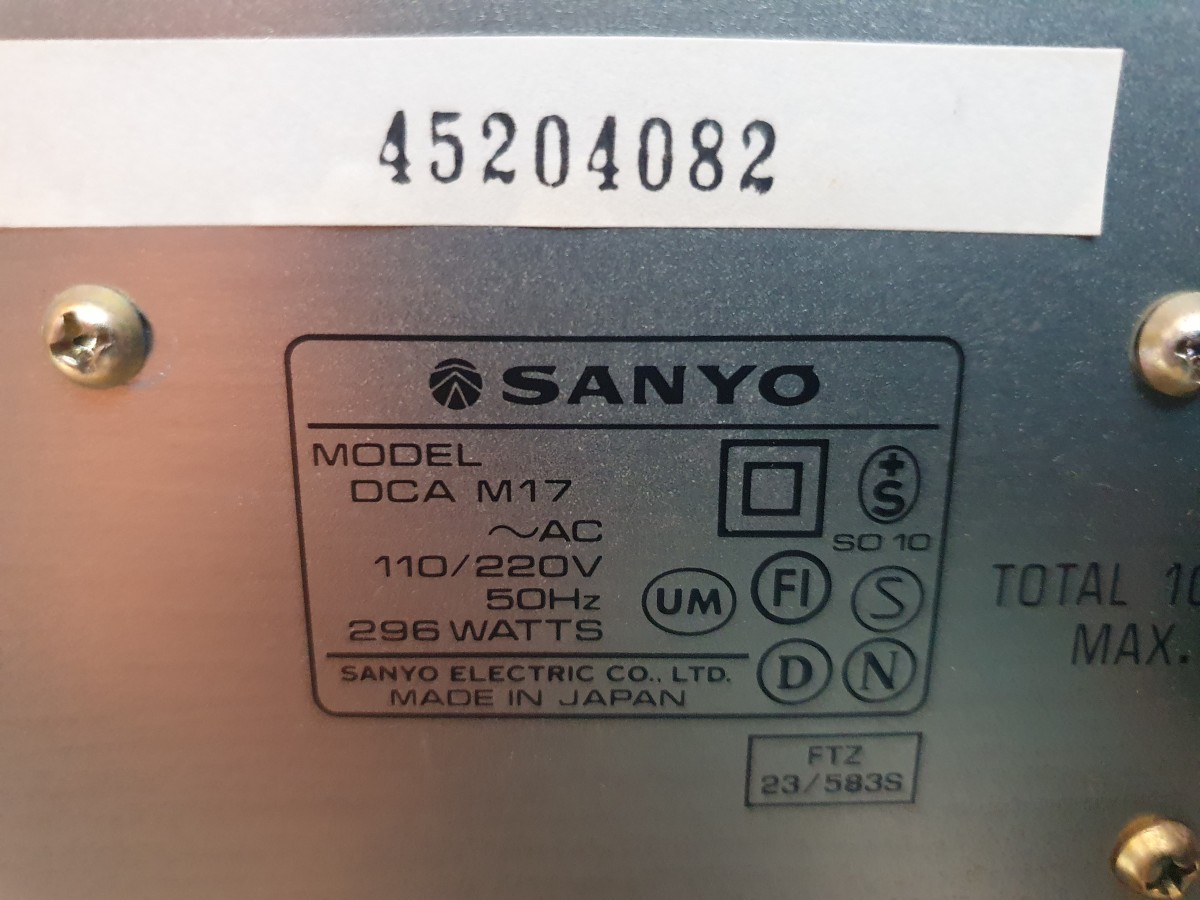 45204082
SANYO
MODEL
DCA M17
~AC
110/220V
50Hz
296 WATTS
S
SO 10
UM
FI
S
D
N
SANYO ELECTRIC CO., LTD.
MADE IN JAPAN
TOTAL
MAX.
FTZ
23/583S